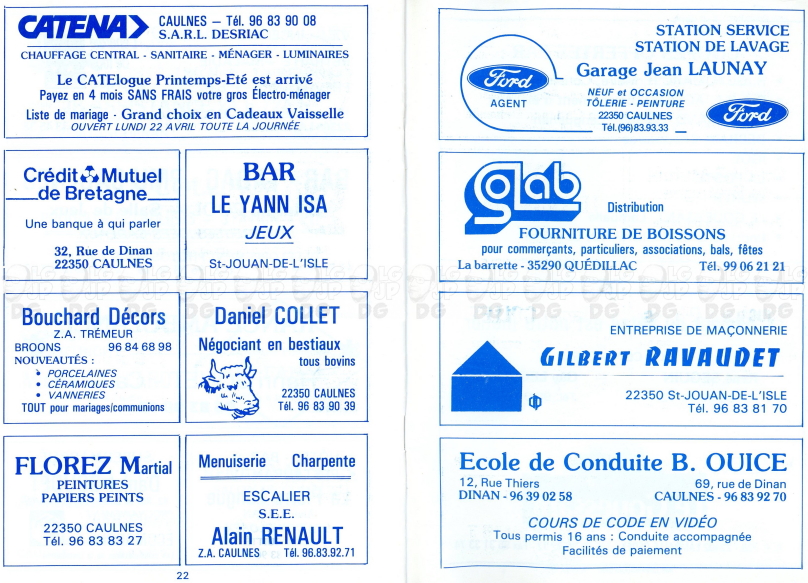 CATENA
CAULNES – Tél. 96 83 90 08
S.A.R.L. DESRIAC
CHAUFFAGE CENTRAL - SANITAIRE - MÉNAGER - LUMINAIRES
Le CATElogue Printemps-Eté est arrivé
Payez en 4 mois SANS FRAIS votre gros Électro-ménager
Liste de mariage - Grand choix en Cadeaux Vaisselle
OUVERT LUNDI 22 AVRIL TOUTE LA JOURNÉE
Crédit Mutuel
de Bretagne
Une banque à qui parler
32, Rue de Dinan
22350 CAULNES
BAR
LE YANN ISA
JEUX
St-JOUAN-DE-L'ISLE
Bouchard Décors
Z.A. TRÉMEUR
BROONS 96 84 68 98
NOUVEAUTÉS :
• PORCELAINES
• CÉRAMIQUES
• VANNERIES
TOUT pour mariages/communions
Daniel COLLET
Négociant en bestiaux
tous bovins
22350 CAULNES
Tél. 96 83 90 39
FLOREZ Martial
PEINTURES
PAPIERS PEINTS
22350 CAULNES
Tél. 96 83 83 27
Menuiserie Charpente
ESCALIER
S.E.E.
Alain RENAULT
Z.A. CAULNES Tél. 96.83.92.71
22
STATION SERVICE
STATION DE LAVAGE
Garage Jean LAUNAY
Ford
AGENT
NEUF et OCCASION
TÔLERIE - PEINTURE
22350 CAULNES
Tél.(96)83.93.33
Ford
Solab
Distribution
FOURNITURE DE BOISSONS
pour commerçants, particuliers, associations, bals, fêtes
La barrette - 35290 QUÉDILLAC Tél. 99 06 21 21
ENTREPRISE DE MAÇONNERIE
GILBERT RAVAUDET
22350 St-JOUAN-DE-L'ISLE
Tél. 96 83 81 70
Ecole de Conduite B. OUICE
12, Rue Thiers 69, rue de Dinan
DINAN - 96 39 02 58 CAULNES - 96 83 92 70
COURS DE CODE EN VIDÉO
Tous permis 16 ans : Conduite accompagnée
Facilités de paiement